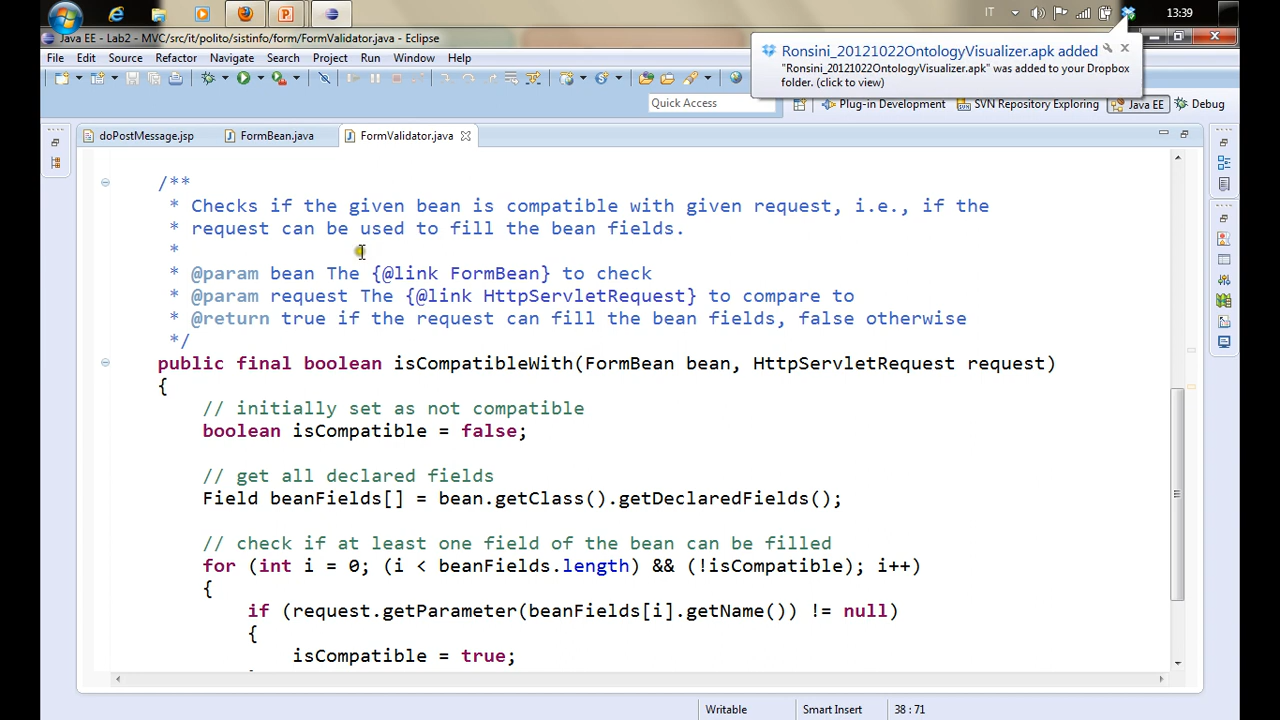 IT
13:39
Java EE - Lab2 - MVC/src/it/polito/sistinfo/form/FormValidator.java - Eclipse
Ronsini_20121022OntologyVisualizer.apk added
"Ronsini_20121022OntologyVisualizer.apk" was added to your Dropbox
folder. (click to view)
File Edit Source Refactor Navigate Search Project Run Window Help
Quick Access
Plug-in Development SVN Repository Exploring Java EE Debug
doPostMessage.jsp FormBean.java FormValidator.java
/**
* Checks if the given bean is compatible with given request, i.e., if the
* request can be used to fill the bean fields.
*
* @param bean The {@link FormBean} to check
* @param request The {@link HttpServletRequest} to compare to
* @return true if the request can fill the bean fields, false otherwise
*/
public final boolean isCompatibleWith(FormBean bean, HttpServletRequest request)
{
// initially set as not compatible
boolean isCompatible = false;
// get all declared fields
Field beanFields[] = bean.getClass().getDeclaredFields();
// check if at least one field of the bean can be filled
for (int i = 0; (i < beanFields.length) && (!isCompatible); i++)
{
if (request.getParameter(beanFields[i].getName()) != null)
{
isCompatible = true;
Writable Smart Insert 38 : 71